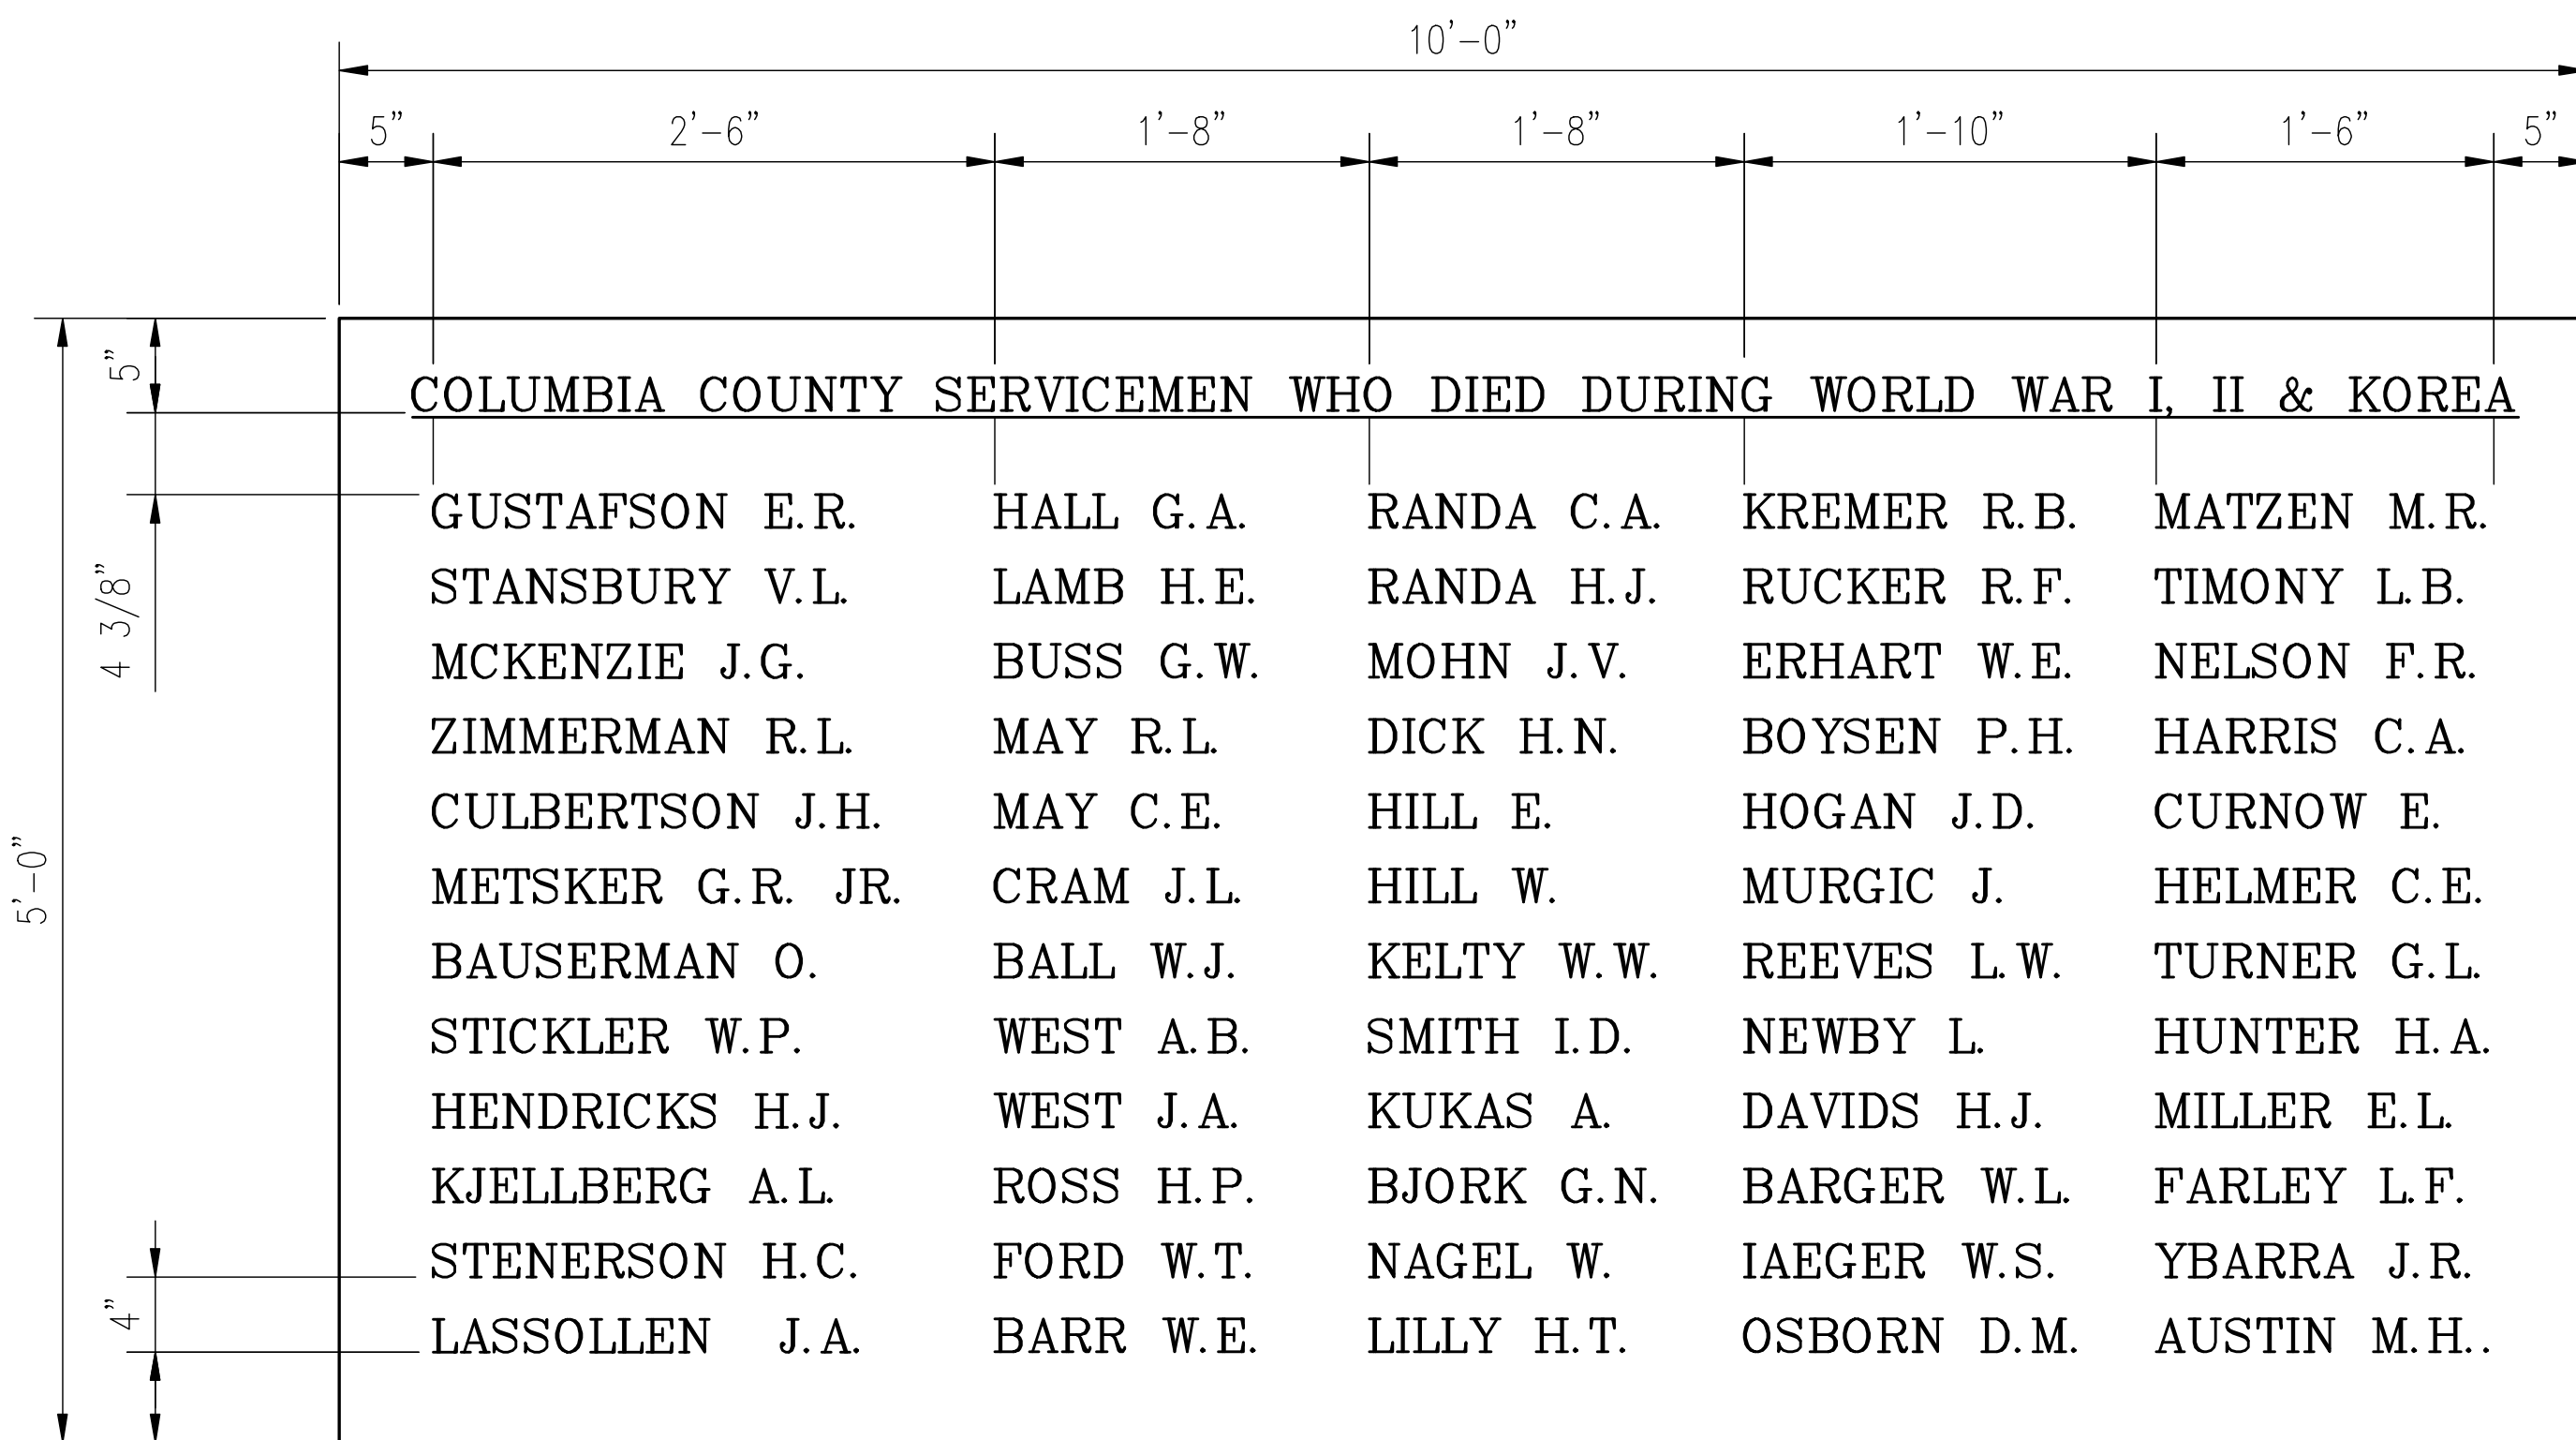 10'-0"
5" 2'-6" 1'-8" 1'-8" 1'-10" 1'-6" 5"
5"
COLUMBIA COUNTY SERVICEMEN WHO DIED DURING WORLD WAR I, II & KOREA
4 3/8"
GUSTAFSON E.R. HALL G.A. RANDA C.A. KREMER R.B. MATZEN M.R.
STANSBURY V.L. LAMB H.E. RANDA H.J. RUCKER R.F. TIMONY L.B.
MCKENZIE J.G. BUSS G.W. MOHN J.V. ERHART W.E. NELSON F.R.
ZIMMERMAN R.L. MAY R.L. DICK H.N. BOYSEN P.H. HARRIS C.A.
CULBERTSON J.H. MAY C.E. HILL E. HOGAN J.D. CURNOW E.
5'-0"
METSKER G.R. JR. CRAM J.L. HILL W. MURGIC J. HELMER C.E.
BAUSERMAN O. BALL W.J. KELTY W.W. REEVES L.W. TURNER G.L.
STICKLER W.P. WEST A.B. SMITH I.D. NEWBY L. HUNTER H.A.
HENDRICKS H.J. WEST J.A. KUKAS A. DAVIDS H.J. MILLER E.L.
KJELLBERG A.L. ROSS H.P. BJORK G.N. BARGER W.L. FARLEY L.F.
STENERSON H.C. FORD W.T. NAGEL W. IAEGER W.S. YBARRA J.R.
4"
LASSOLLEN J.A. BARR W.E. LILLY H.T. OSBORN D.M. AUSTIN M.H..